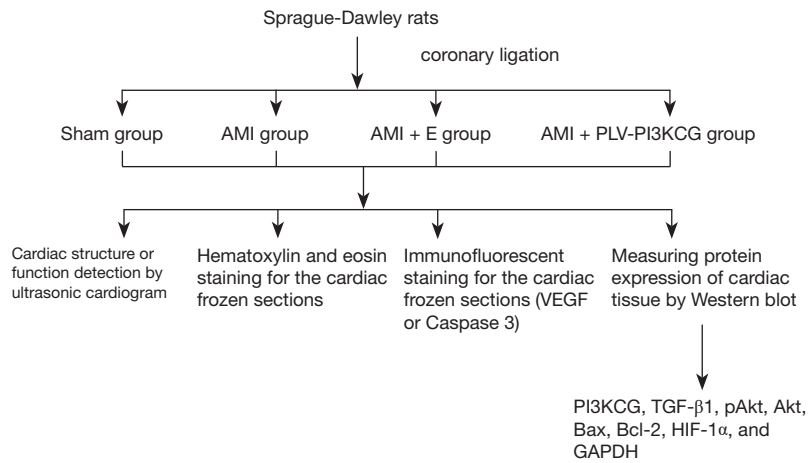 Sprague-Dawley rats
coronary ligation
Sham group
AMI group
AMI + E group
AMI + PLV-PI3KCG group
Cardiac structure or
function detection by
ultrasonic cardiogram
Hematoxylin and eosin
staining for the cardiac
frozen sections
Immunofluorescent
staining for the cardiac
frozen sections (VEGF
or Caspase 3)
Measuring protein
expression of cardiac
tissue by Western blot
PI3KCG, TGF-β1, pAkt, Akt,
Bax, Bcl-2, HIF-1α, and
GAPDH